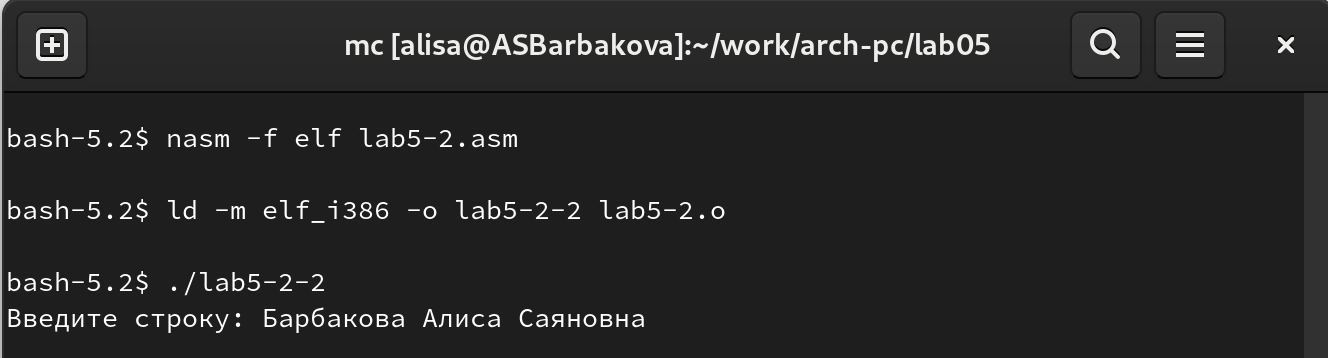 mc [alisa@ASBarbakova]:~/work/arch-pc/lab05
bash-5.2$ nasm -f elf lab5-2.asm
bash-5.2$ ld -m elf_i386 -o lab5-2-2 lab5-2.o
bash-5.2$ ./lab5-2-2
Введите строку: Барбакова Алиса Саяновна